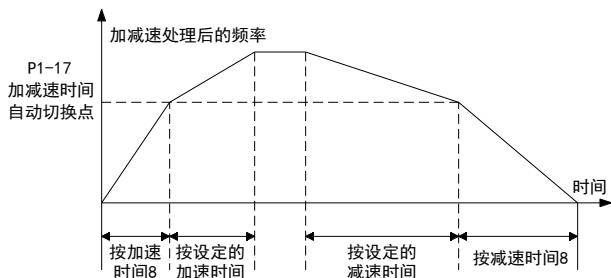 加减速处理后的频率
P1-17
加减速时间
自动切换点
时间
按加速
时间8
按设定的
加速时间
按设定的
减速时间
按减速时间8